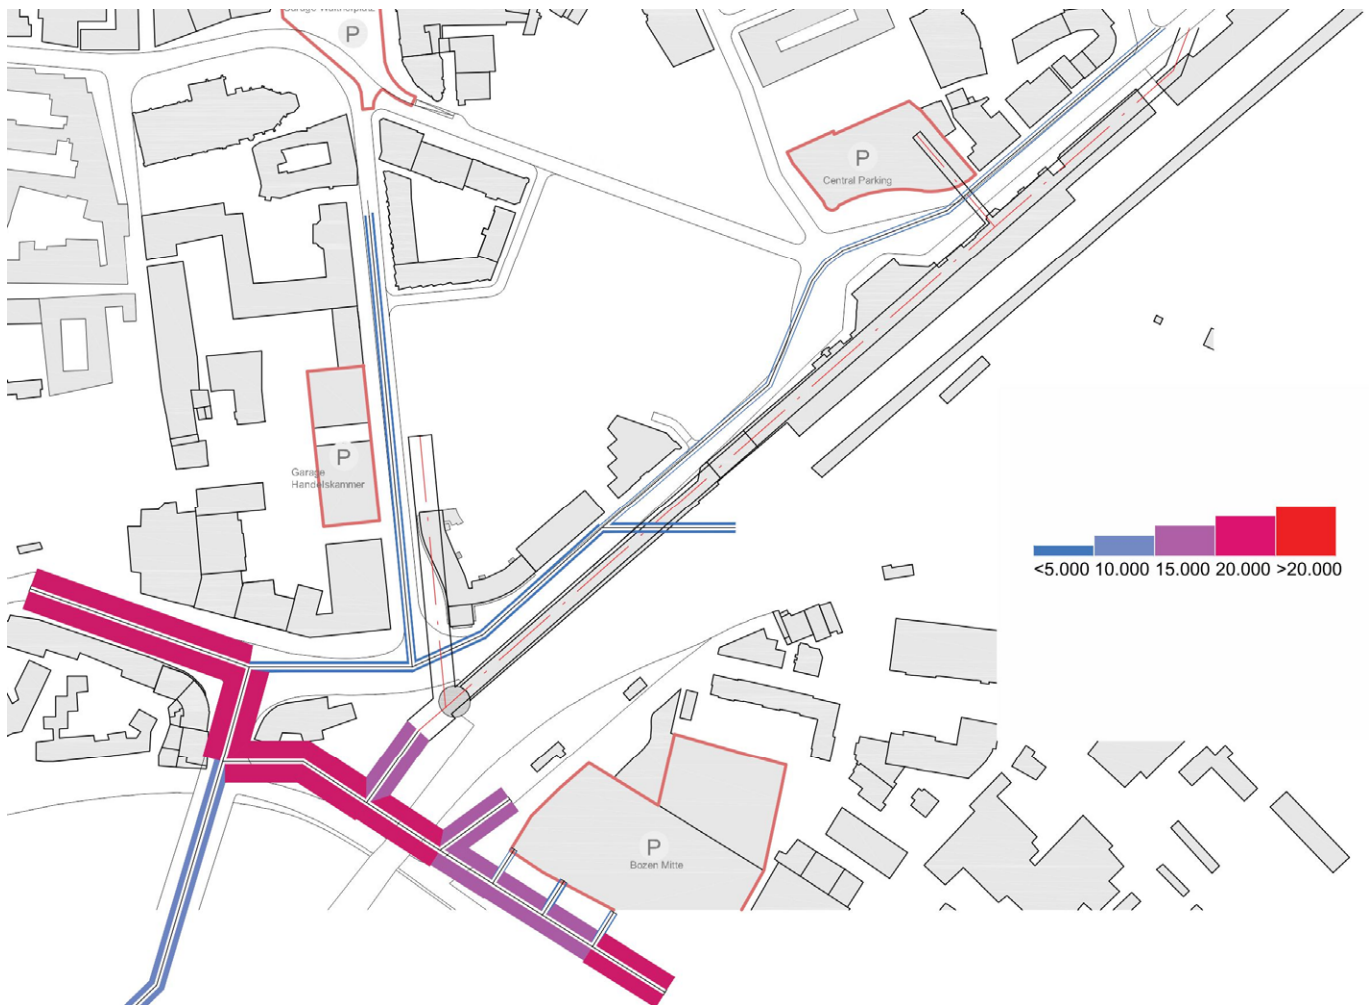 P
P
Central Parking
P
Garage
Handelskammer
<5.000 10.000 15.000 20.000 >20.000
P
Bozen Mitte